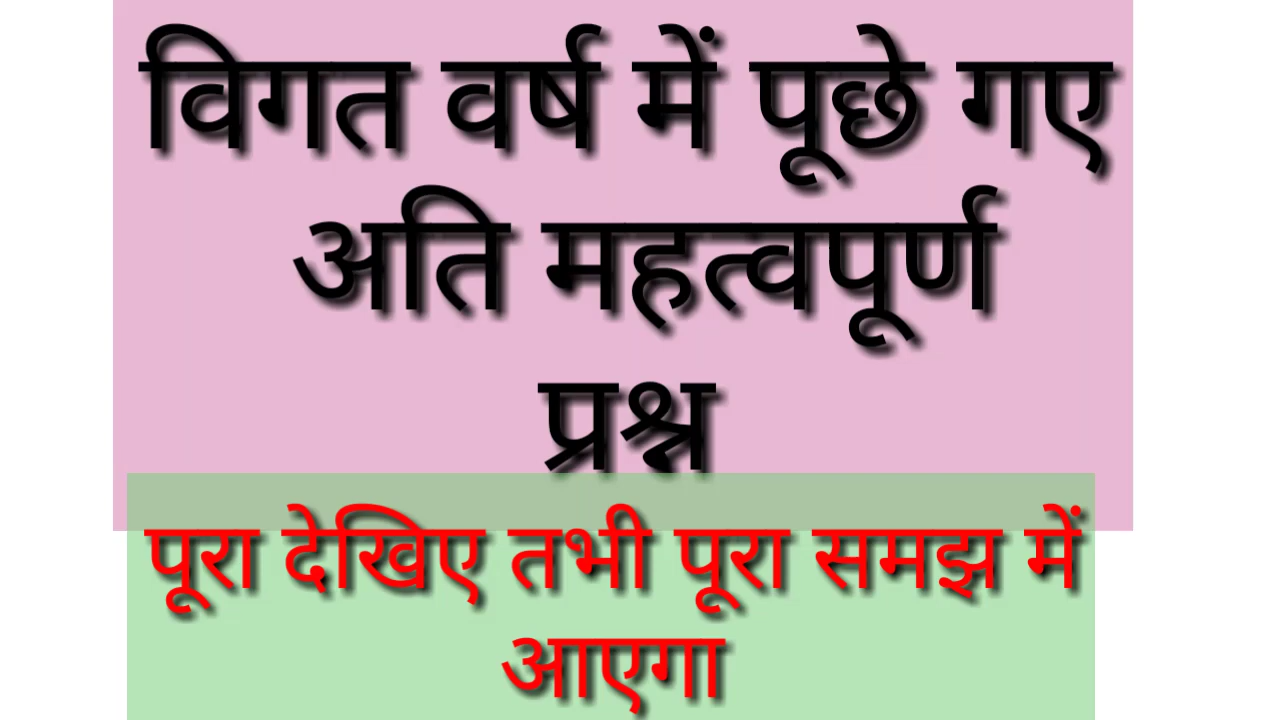 विगत वर्ष में पूछे गए
अति महत्वपूर्ण
प्रश्न
पूरा देखिए तभी पूरा समझ में
आएगा